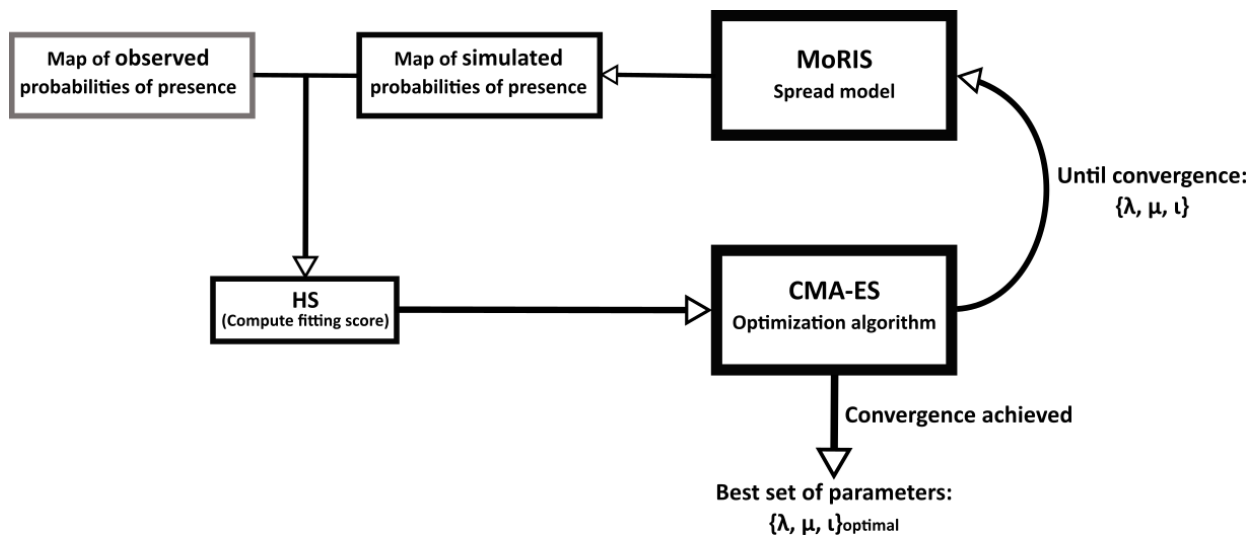 Map of observed
probabilities of presence
Map of simulated
probabilities of presence
MoRIS
Spread model
Until convergence:
{λ, μ, ι}
HS
(Compute fitting score)
CMA-ES
Optimization algorithm
Convergence achieved
Best set of parameters:
{λ, μ, ι}optimal